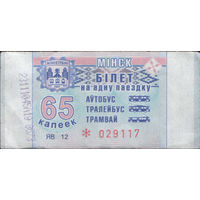 МІНСК
БІЛЕТ
на адну паездку
65
капеек
АЎТОБУС
ТРАЛЕЙБУС
ТРАМВАЙ
ЯВ 12
* 029117